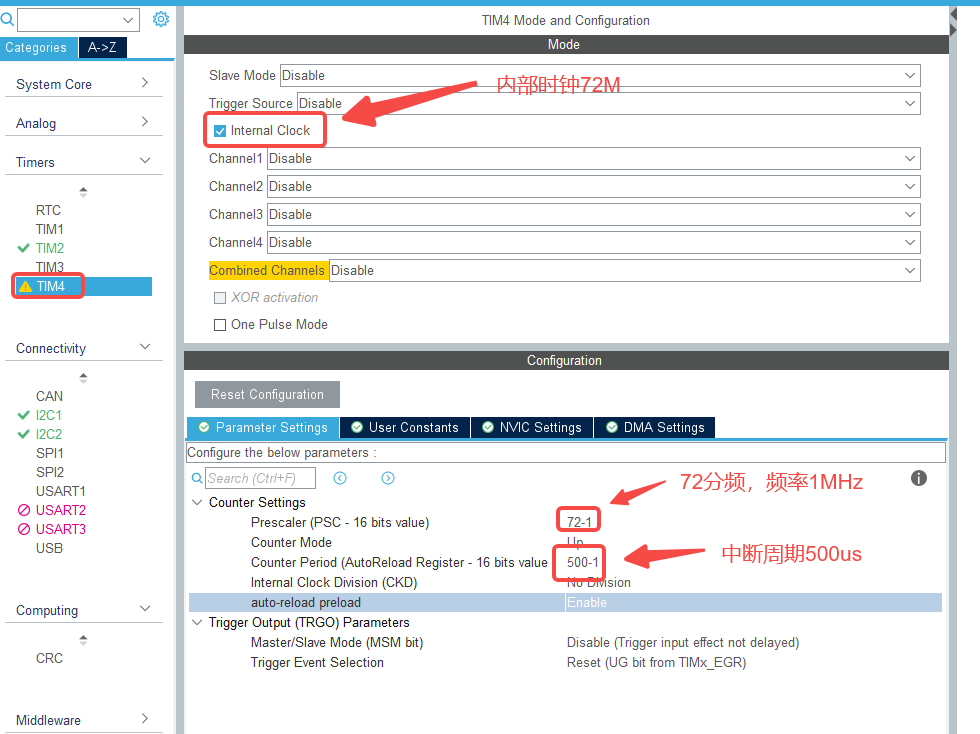 TIM4 Mode and Configuration
Categories
A->Z
Mode
System Core
Analog
Timers
RTC
TIM1
TIM2
TIM3
TIM4
Connectivity
CAN
I2C1
I2C2
SPI1
SPI2
USART1
USART2
USART3
USB
Computing
CRC
Middleware
Slave Mode Disable
内部时钟72M
Trigger Source Disable
Internal Clock
Channel1 Disable
Channel2 Disable
Channel3 Disable
Channel4 Disable
Combined Channels Disable
XOR activation
One Pulse Mode
Configuration
Reset Configuration
Parameter Settings
User Constants
NVIC Settings
DMA Settings
Configure the below parameters :
Search (Ctrl+F)
72分频，频率1MHz
Counter Settings
Prescaler (PSC - 16 bits value) 72-1
Counter Mode Up
中断周期500us
Counter Period (AutoReload Register - 16 bits value 500-1
Internal Clock Division (CKD) No Division
auto-reload preload Enable
Trigger Output (TRGO) Parameters
Master/Slave Mode (MSM bit) Disable (Trigger input effect not delayed)
Trigger Event Selection Reset (UG bit from TIMx_EGR)